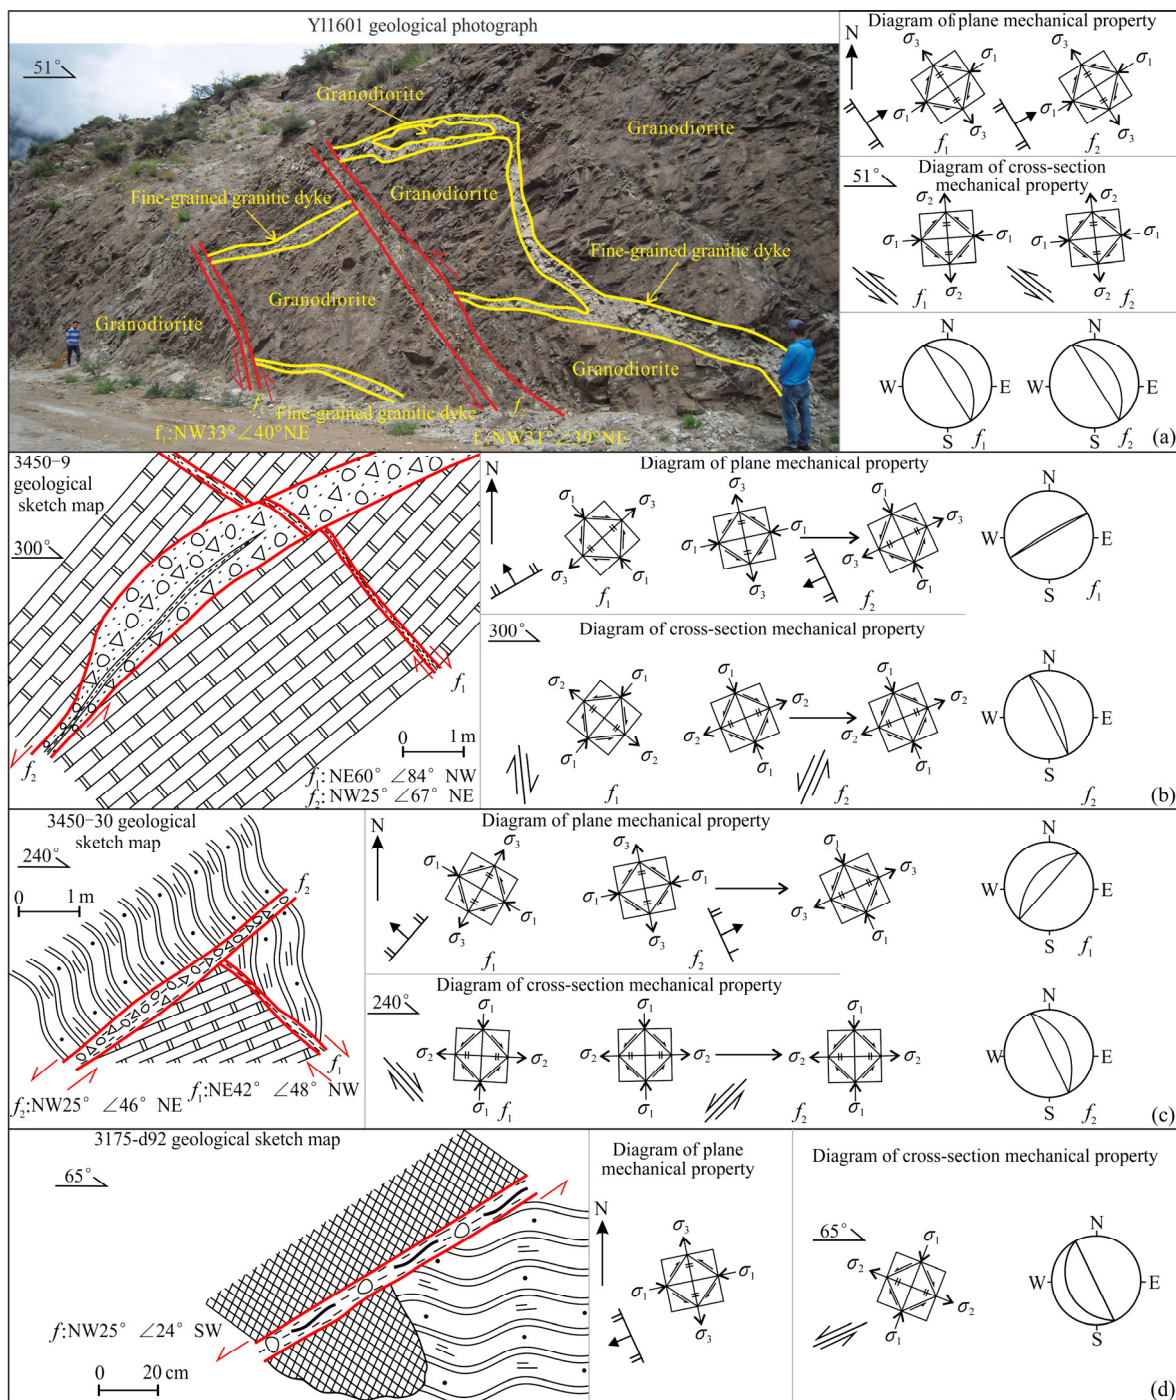 Yl1601 geological photograph
51°
Granodiorite
Granodiorite
Granodiorite
Fine-grained granitic dyke
Fine-grained granitic dyke
Granodiorite
Granodiorite
Granodiorite
f₁
Fine-grained granitic dyke
f₂
f₁:NW33°∠40°NE
f₂:NW31°∠39°NE
Diagram of plane mechanical property
N
σ₃
σ₁
σ₁
σ₃
f₁
σ₃
σ₁
σ₁
σ₃
f₂
51°
Diagram of cross-section
mechanical property
σ₂
σ₁
σ₁
σ₂
f₁
σ₂
σ₁
σ₁
σ₂
f₂
N
W
E
S
f₁
N
W
E
S
f₂
(a)
3450-9
geological
sketch map
300°
f₁
f₂
0
1 m
f₁: NE60° ∠84° NW
f₂: NW25° ∠67° NE
Diagram of plane mechanical property
N
σ₁
σ₃
σ₃
σ₁
f₁
σ₃
σ₁
σ₁
σ₃
σ₁
σ₃
σ₃
σ₁
f₂
300°
Diagram of cross-section mechanical property
σ₂
σ₁
σ₁
σ₂
f₁
σ₁
σ₂
σ₂
σ₁
σ₁
σ₂
σ₂
σ₁
f₂
N
W
E
S
f₁
N
W
E
S
f₂
(b)
3450-30 geological
sketch map
240°
0
1 m
f₂
f₁
f₁:NE42° ∠48° NW
f₂:NW25° ∠46° NE
Diagram of plane mechanical property
N
σ₁
σ₃
σ₃
σ₁
f₁
σ₃
σ₁
σ₁
σ₃
σ₁
σ₃
σ₃
σ₁
f₂
240°
Diagram of cross-section mechanical property
σ₁
σ₂
σ₂
σ₁
f₁
σ₁
σ₂
σ₂
σ₁
σ₁
σ₂
σ₂
σ₁
f₂
N
W
E
S
f₁
N
W
E
S
f₂
(c)
3175-d92 geological sketch map
65°
f:NW25° ∠24° SW
0
20 cm
Diagram of plane
mechanical property
N
σ₃
σ₁
σ₁
σ₃
Diagram of cross-section mechanical property
65°
σ₁
σ₂
σ₂
σ₁
N
W
E
S
(d)